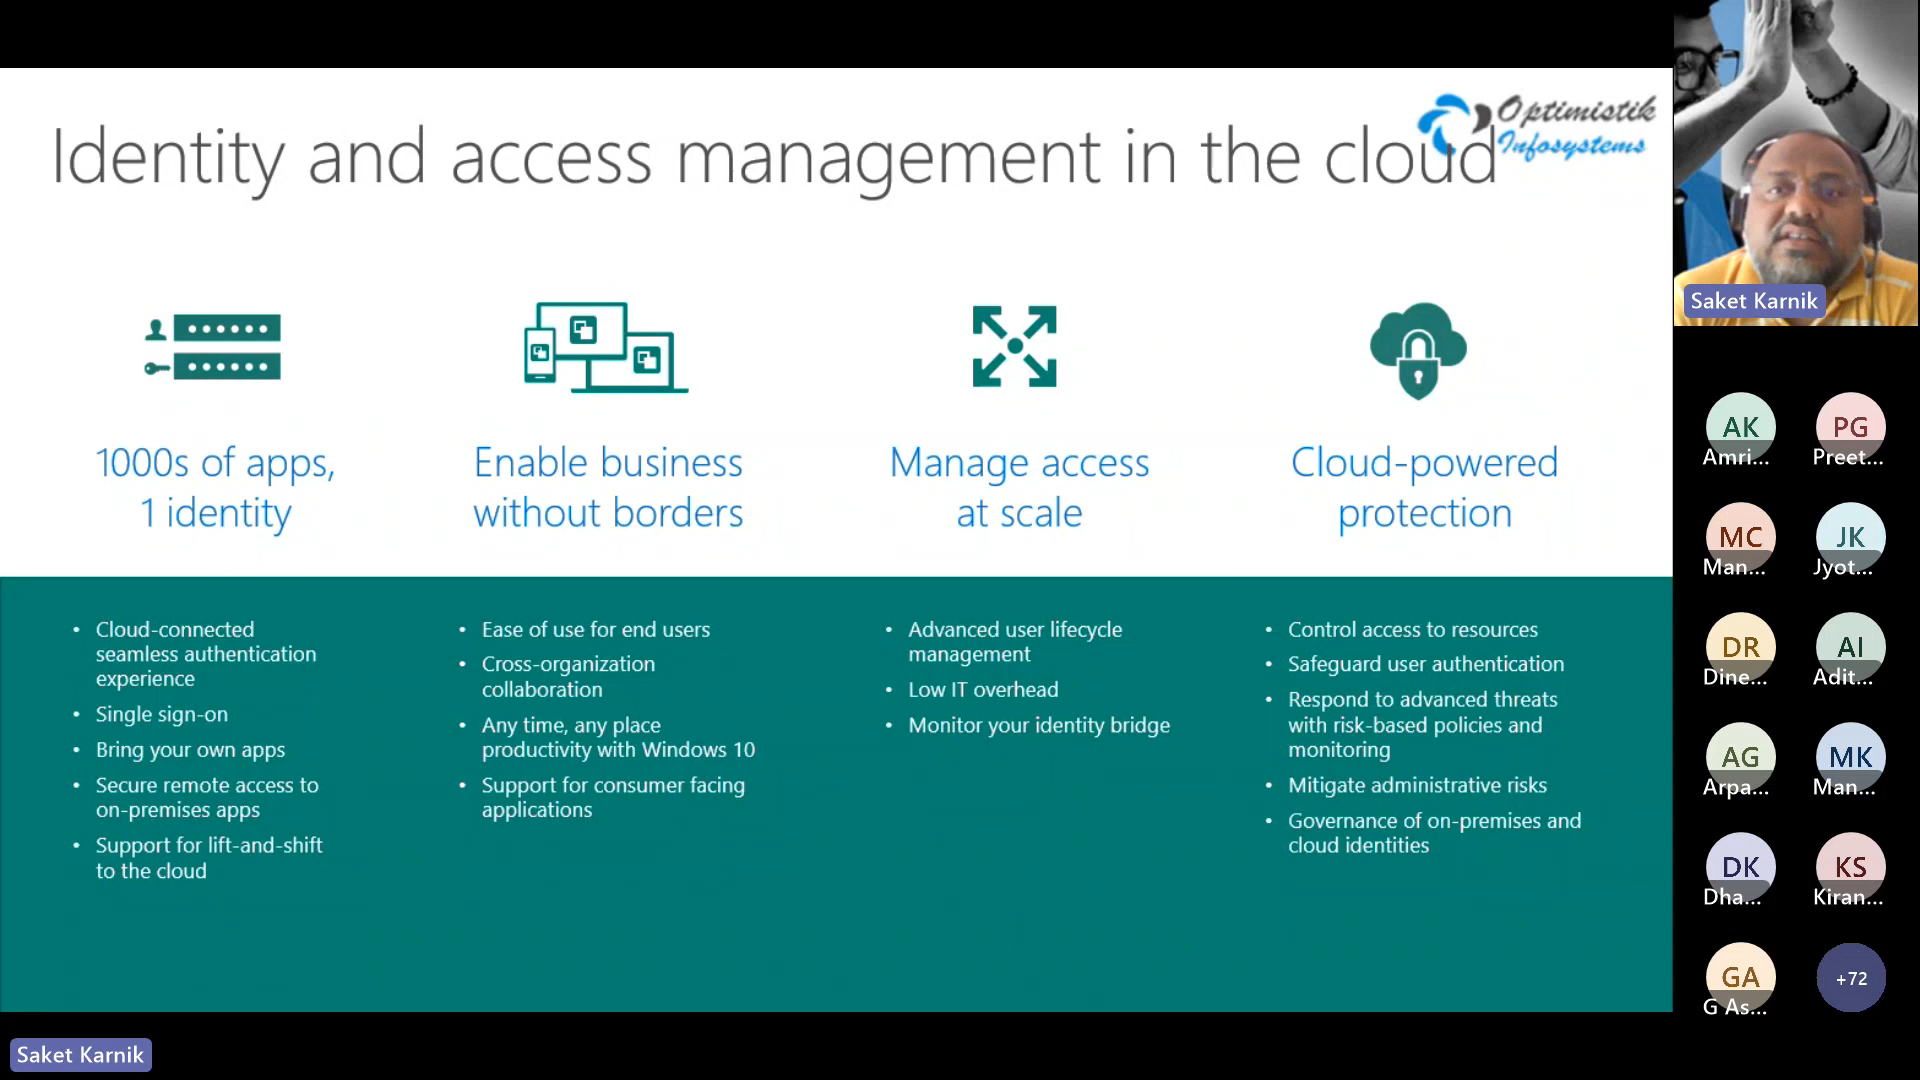 Optimistik
Infosystems
Identity and access management in the cloud
1000s of apps,
1 identity
Enable business
without borders
Manage access
at scale
Cloud-powered
protection
• Cloud-connected
seamless authentication
experience
• Single sign-on
• Bring your own apps
• Secure remote access to
on-premises apps
• Support for lift-and-shift
to the cloud
• Ease of use for end users
• Cross-organization
collaboration
• Any time, any place
productivity with Windows 10
• Support for consumer facing
applications
• Advanced user lifecycle
management
• Low IT overhead
• Monitor your identity bridge
• Control access to resources
• Safeguard user authentication
• Respond to advanced threats
with risk-based policies and
monitoring
• Mitigate administrative risks
• Governance of on-premises and
cloud identities
Saket Karnik
AK
Amri...
PG
Preet...
MC
Man...
JK
Jyot...
DR
Dine...
AI
Adit...
AG
Arpa...
MK
Man...
DK
Dha...
KS
Kiran...
GA
G As...
+72
Saket Karnik